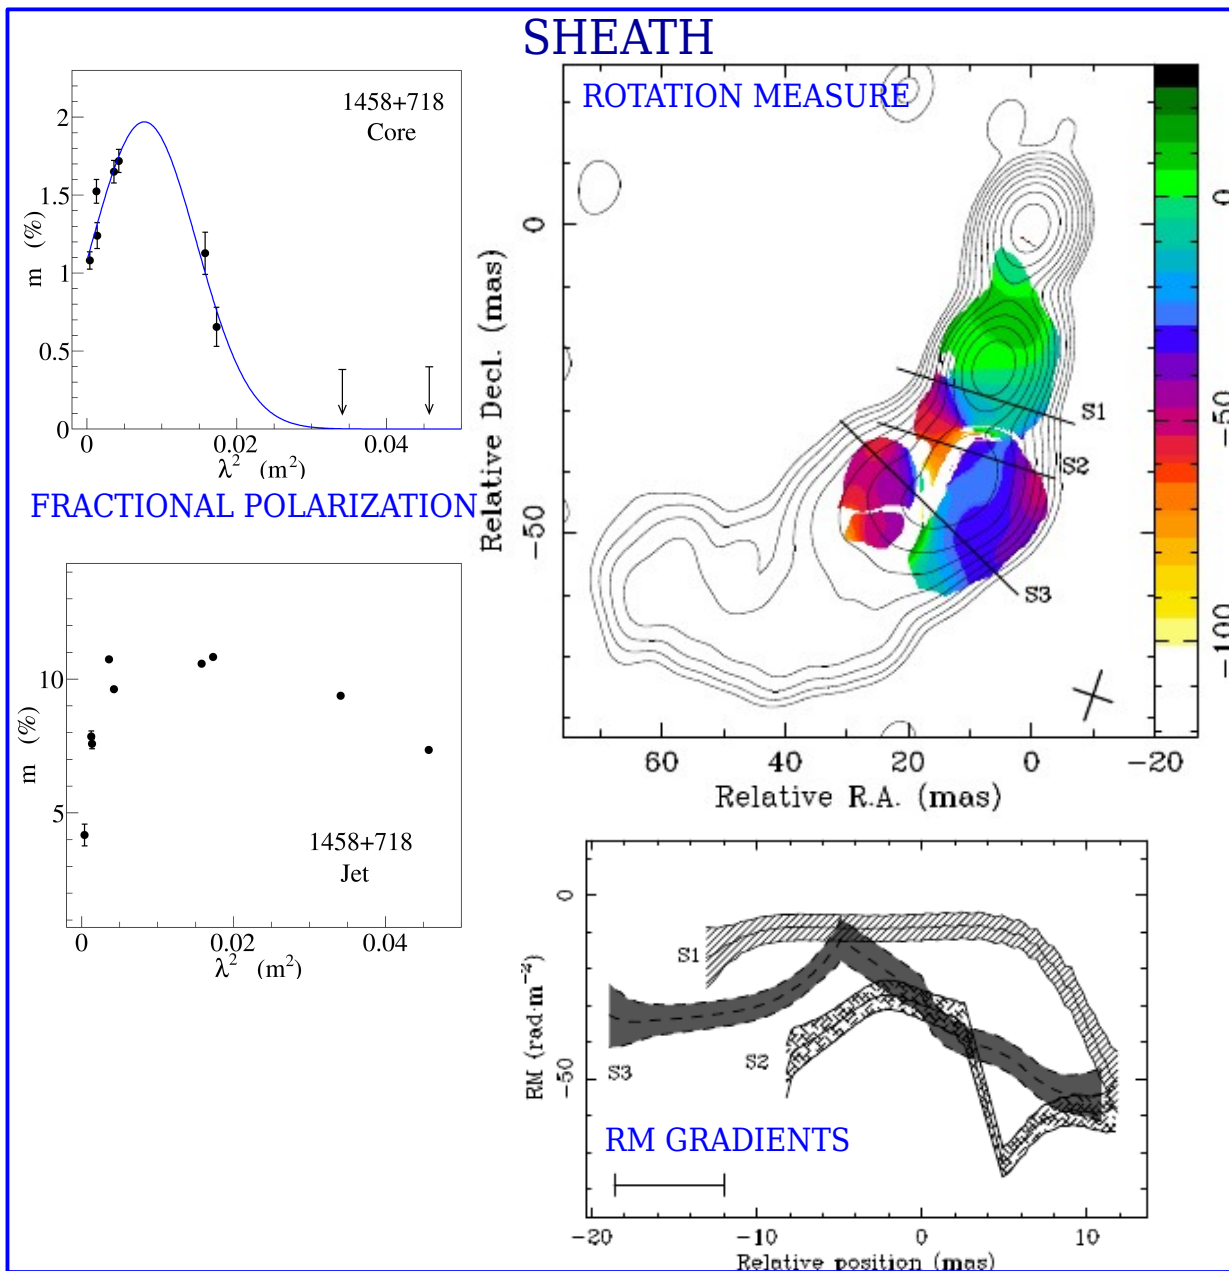 SHEATH
1458+718
Core
2
1.5
1
0.5
0
m (%)
0 0.02 0.04
λ² (m²)
FRACTIONAL POLARIZATION
10
5
m (%)
1458+718
Jet
0 0.02 0.04
λ² (m²)
ROTATION MEASURE
0
−50
Relative Decl. (mas)
S1
S2
S3
60 40 20 0 −20
Relative R.A. (mas)
0
−50
−100
0
−50
RM (rad·m⁻²)
S1
S2
S3
RM GRADIENTS
−20 −10 0 10
Relative position (mas)